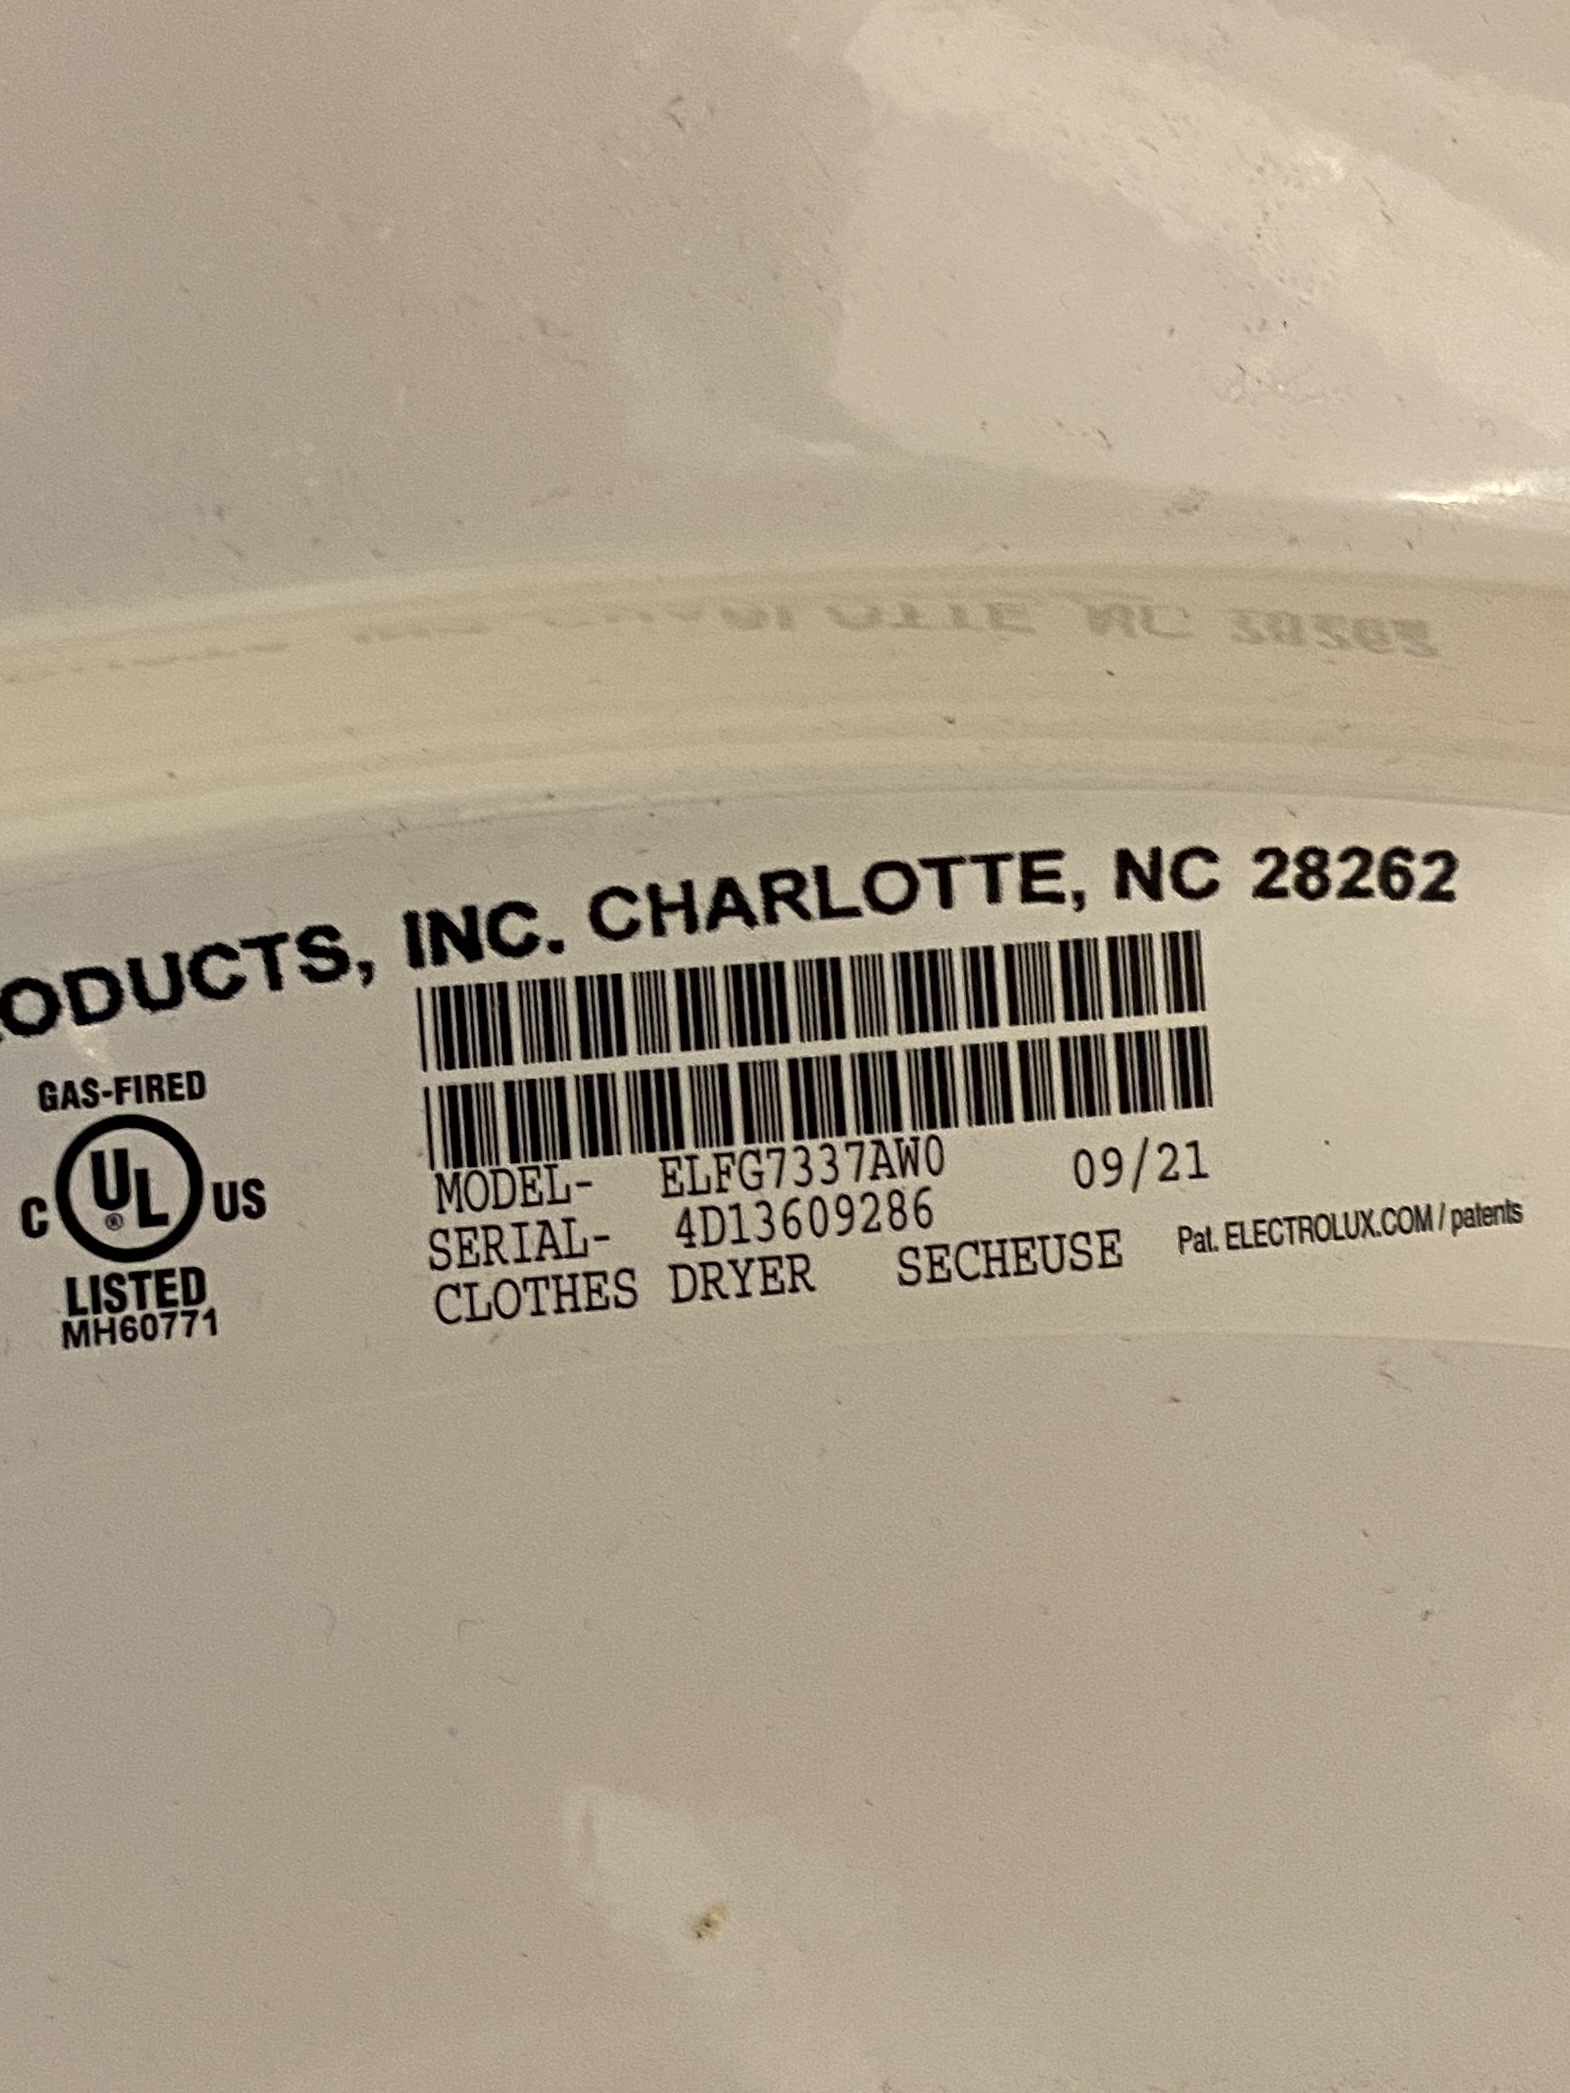 ODUCTS, INC. CHARLOTTE, NC 28262
GAS-FIRED
C UL ® US
LISTED
MH60771
MODEL- ELFG7337AW0 09/21
SERIAL- 4D13609286
CLOTHES DRYER SECHEUSE Pat. ELECTROLUX.COM / patents